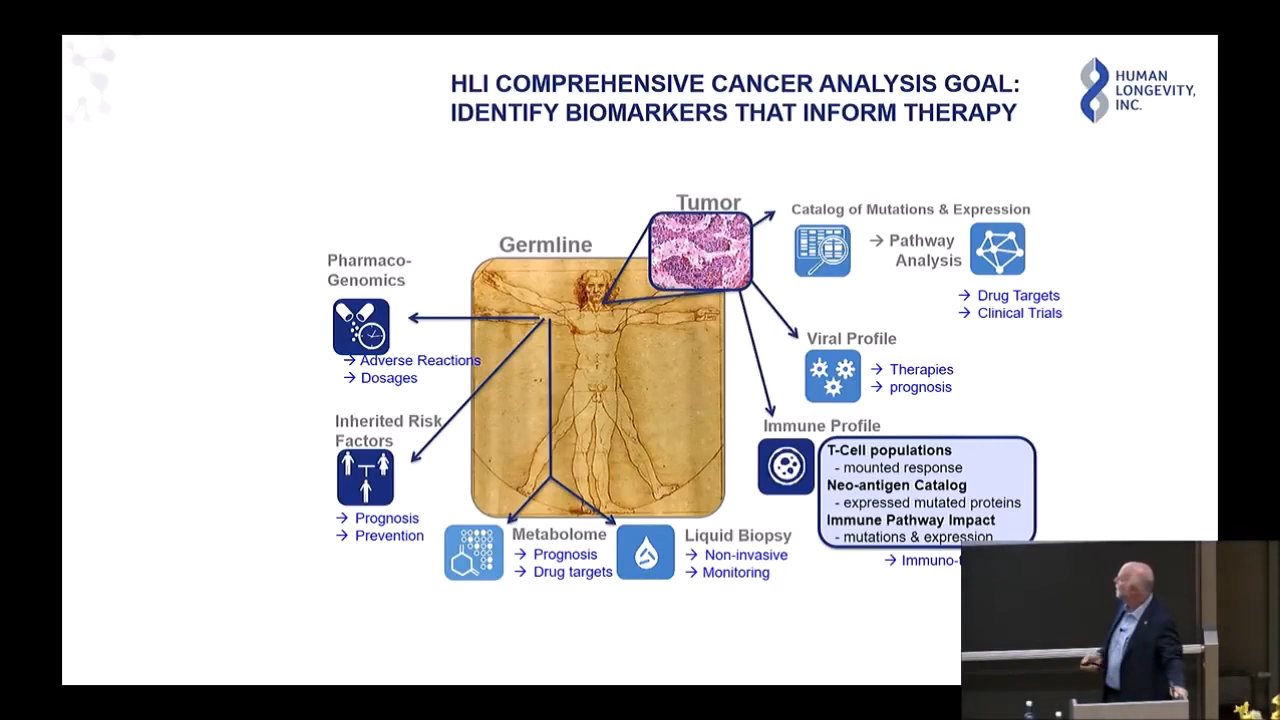 HLI COMPREHENSIVE CANCER ANALYSIS GOAL:
IDENTIFY BIOMARKERS THAT INFORM THERAPY
HUMAN
LONGEVITY,
INC.
Tumor
Germline
Pharmaco-
Genomics
→ Adverse Reactions
→ Dosages
Inherited Risk
Factors
→ Prognosis
→ Prevention
Metabolome
→ Prognosis
→ Drug targets
Liquid Biopsy
→ Non-invasive
→ Monitoring
Catalog of Mutations & Expression
→ Pathway
Analysis
→ Drug Targets
→ Clinical Trials
Viral Profile
→ Therapies
→ prognosis
Immune Profile
T-Cell populations
- mounted response
Neo-antigen Catalog
- expressed mutated proteins
Immune Pathway Impact
- mutations & expression